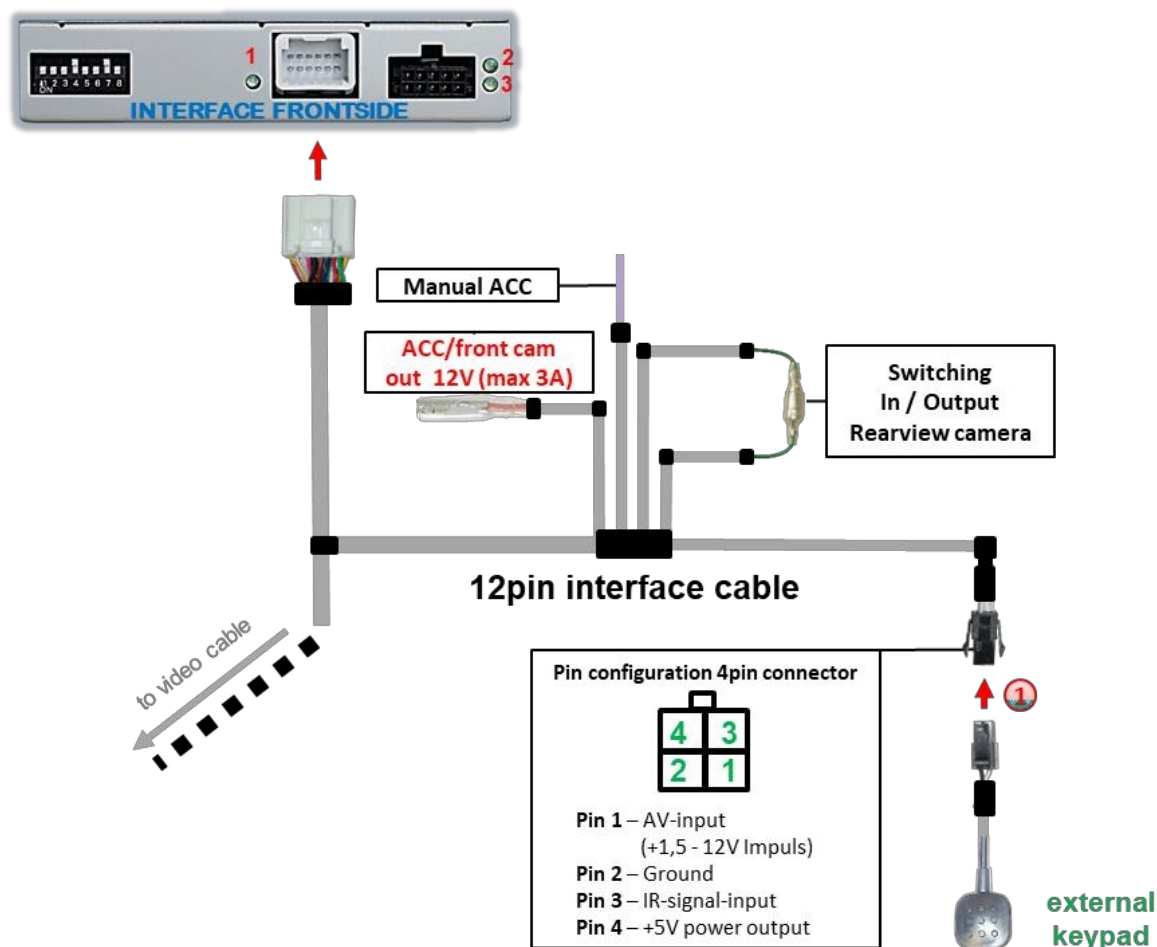 1
2
3
1 2 3 4 5 6 7 8
ON
INTERFACE FRONTSIDE
Manual ACC
ACC/front cam
out 12V (max 3A)
Switching
In / Output
Rearview camera
12pin interface cable
to video cable
Pin configuration 4pin connector
4 3
2 1
Pin 1 – AV-input
(+1,5 - 12V Impuls)
Pin 2 – Ground
Pin 3 – IR-signal-input
Pin 4 – +5V power output
1
external
keypad